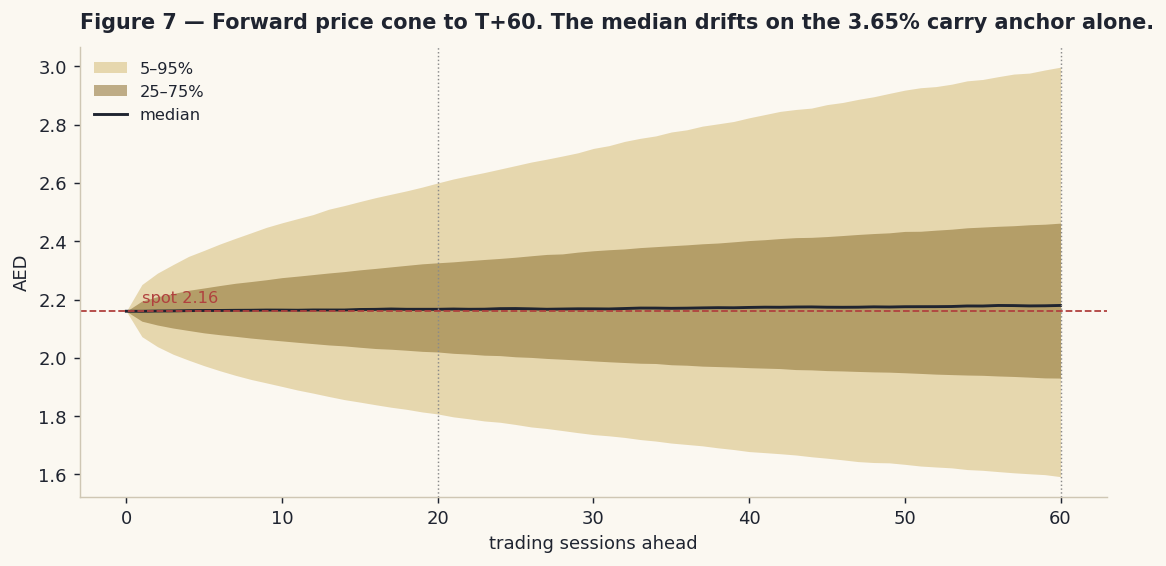 Figure 7 — Forward price cone to T+60. The median drifts on the 3.65% carry anchor alone.
5–95%
25–75%
median
spot 2.16
AED
3.0
2.8
2.6
2.4
2.2
2.0
1.8
1.6
0 10 20 30 40 50 60
trading sessions ahead